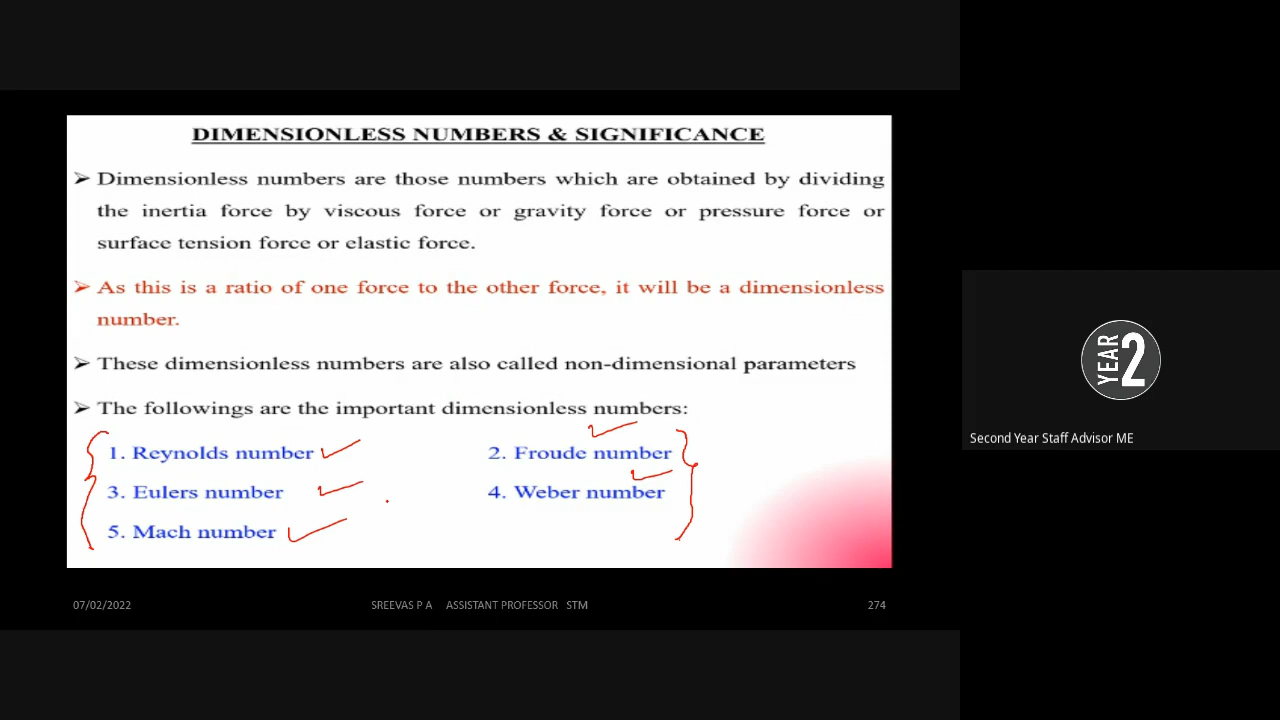 DIMENSIONLESS NUMBERS & SIGNIFICANCE
➢ Dimensionless numbers are those numbers which are obtained by dividing
the inertia force by viscous force or gravity force or pressure force or
surface tension force or elastic force.
➢ As this is a ratio of one force to the other force, it will be a dimensionless
number.
➢ These dimensionless numbers are also called non-dimensional parameters
➢ The followings are the important dimensionless numbers:
1. Reynolds number 2. Froude number
3. Eulers number 4. Weber number
5. Mach number
07/02/2022 SREEVAS P A ASSISTANT PROFESSOR STM 274
YEAR 2
Second Year Staff Advisor ME